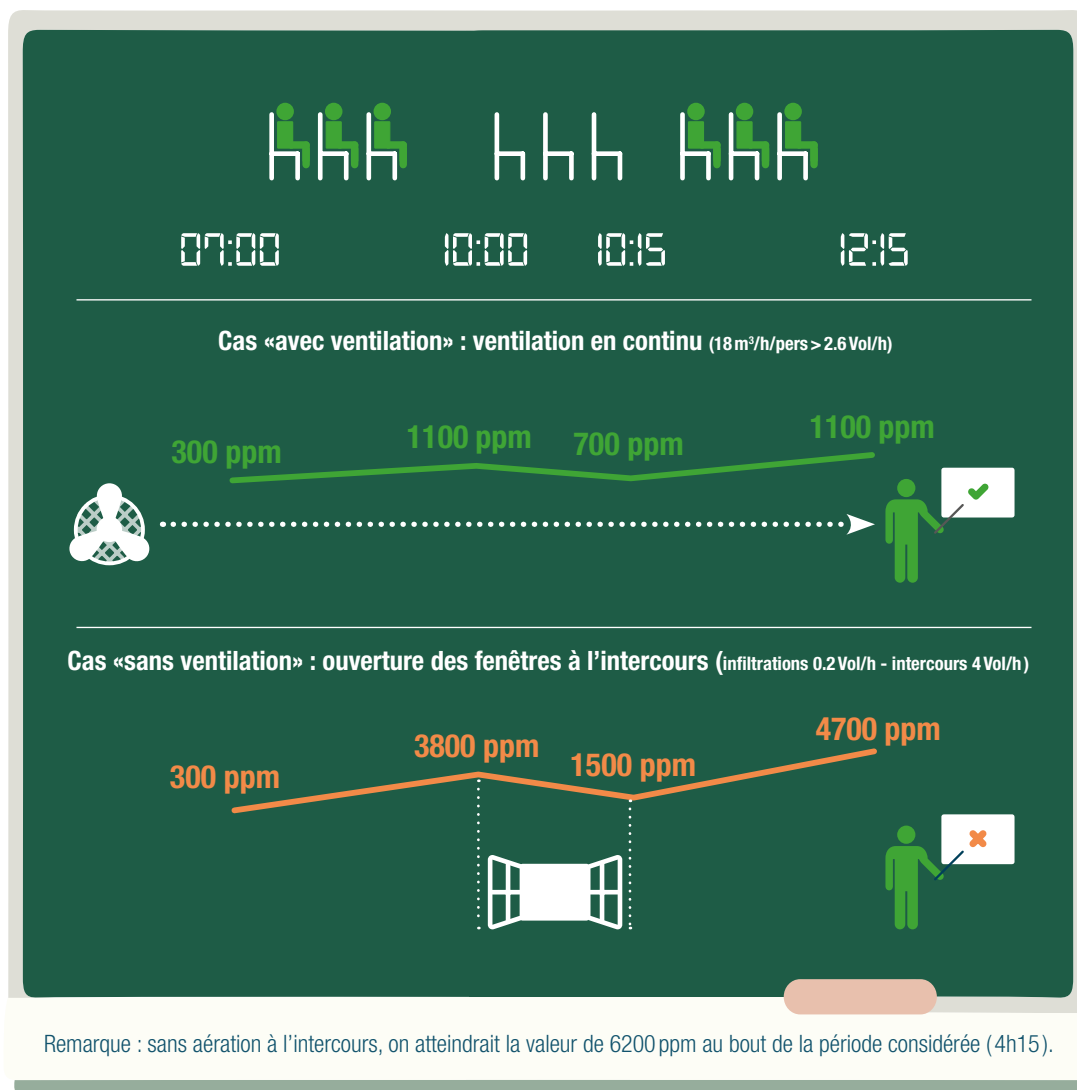 07:00 10:00 10:15 12:15
Cas «avec ventilation» : ventilation en continu (18 m³/h/pers > 2.6 Vol/h)
300 ppm 1100 ppm 700 ppm 1100 ppm
Cas «sans ventilation» : ouverture des fenêtres à l'intercours (infiltrations 0.2 Vol/h - intercours 4 Vol/h)
300 ppm 3800 ppm 1500 ppm 4700 ppm
Remarque : sans aération à l'intercours, on atteindrait la valeur de 6200 ppm au bout de la période considérée (4h15).